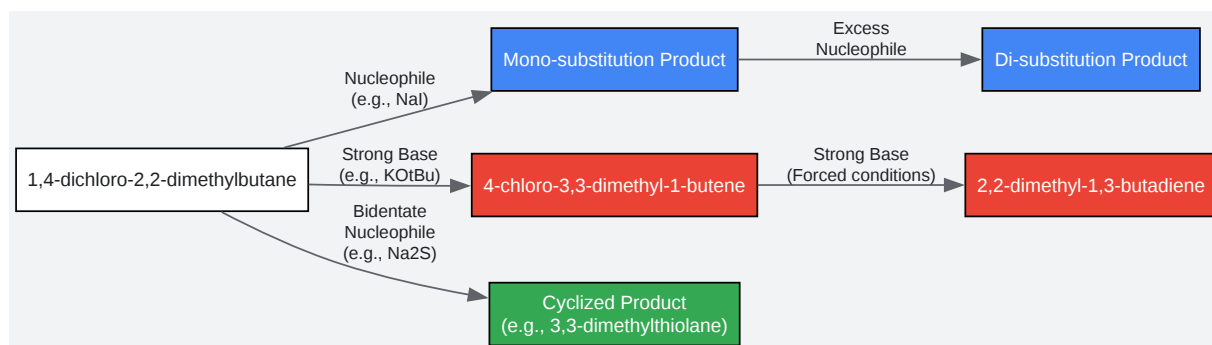 Excess
Nucleophile
Mono-substitution Product
Di-substitution Product
Nucleophile
(e.g., NaI)
1,4-dichloro-2,2-dimethylbutane
Strong Base
(e.g., KOtBu)
4-chloro-3,3-dimethyl-1-butene
Strong Base
(Forced conditions)
2,2-dimethyl-1,3-butadiene
Bidentate
Nucleophile
(e.g., Na2S)
Cyclized Product
(e.g., 3,3-dimethylthiolane)